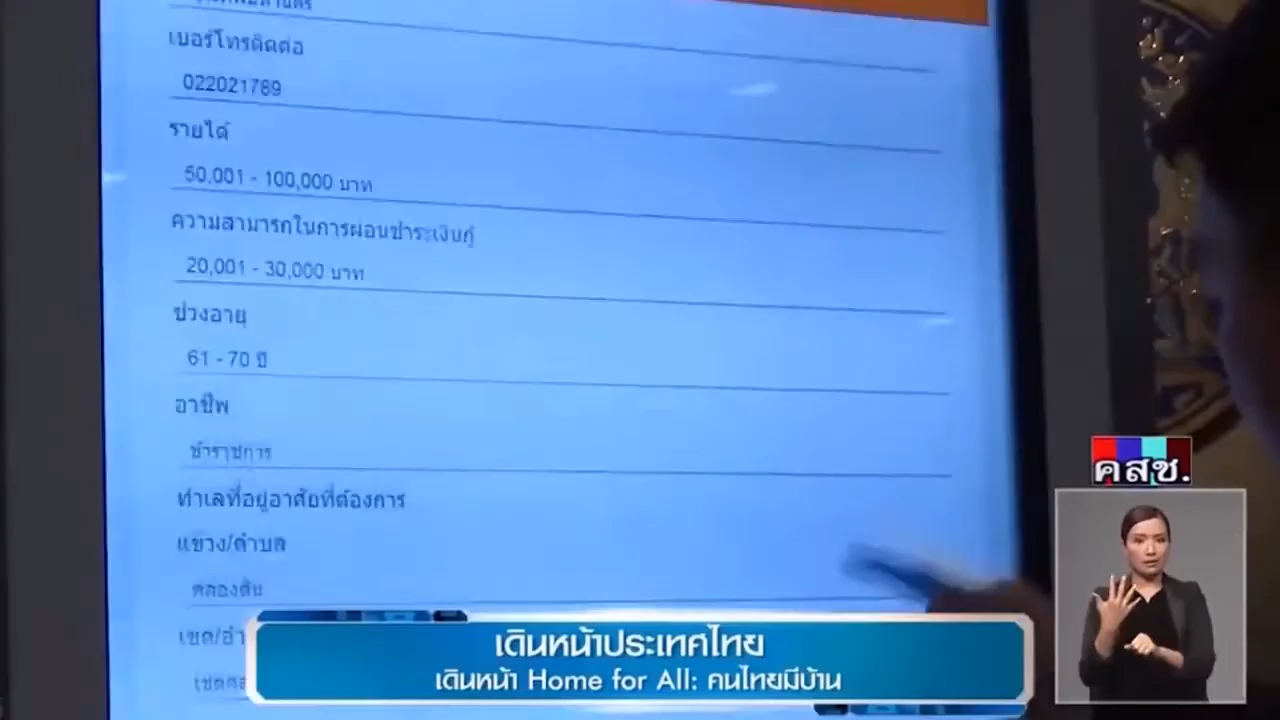 เบอร์โทรติดต่อ
022021789
รายได้
50,001 - 100,000 บาท
ความสามารถในการผ่อนชำระเงินกู้
20,001 - 30,000 บาท
ช่วงอายุ
61 - 70 ปี
อาชีพ
ข้าราชการ
ทำเลที่อยู่อาศัยที่ต้องการ
แขวง/ตำบล
คลองตัน
เขต/อำ
คสช.
เดินหน้าประเทศไทย
เดินหน้า Home for All: คนไทยมีบ้าน